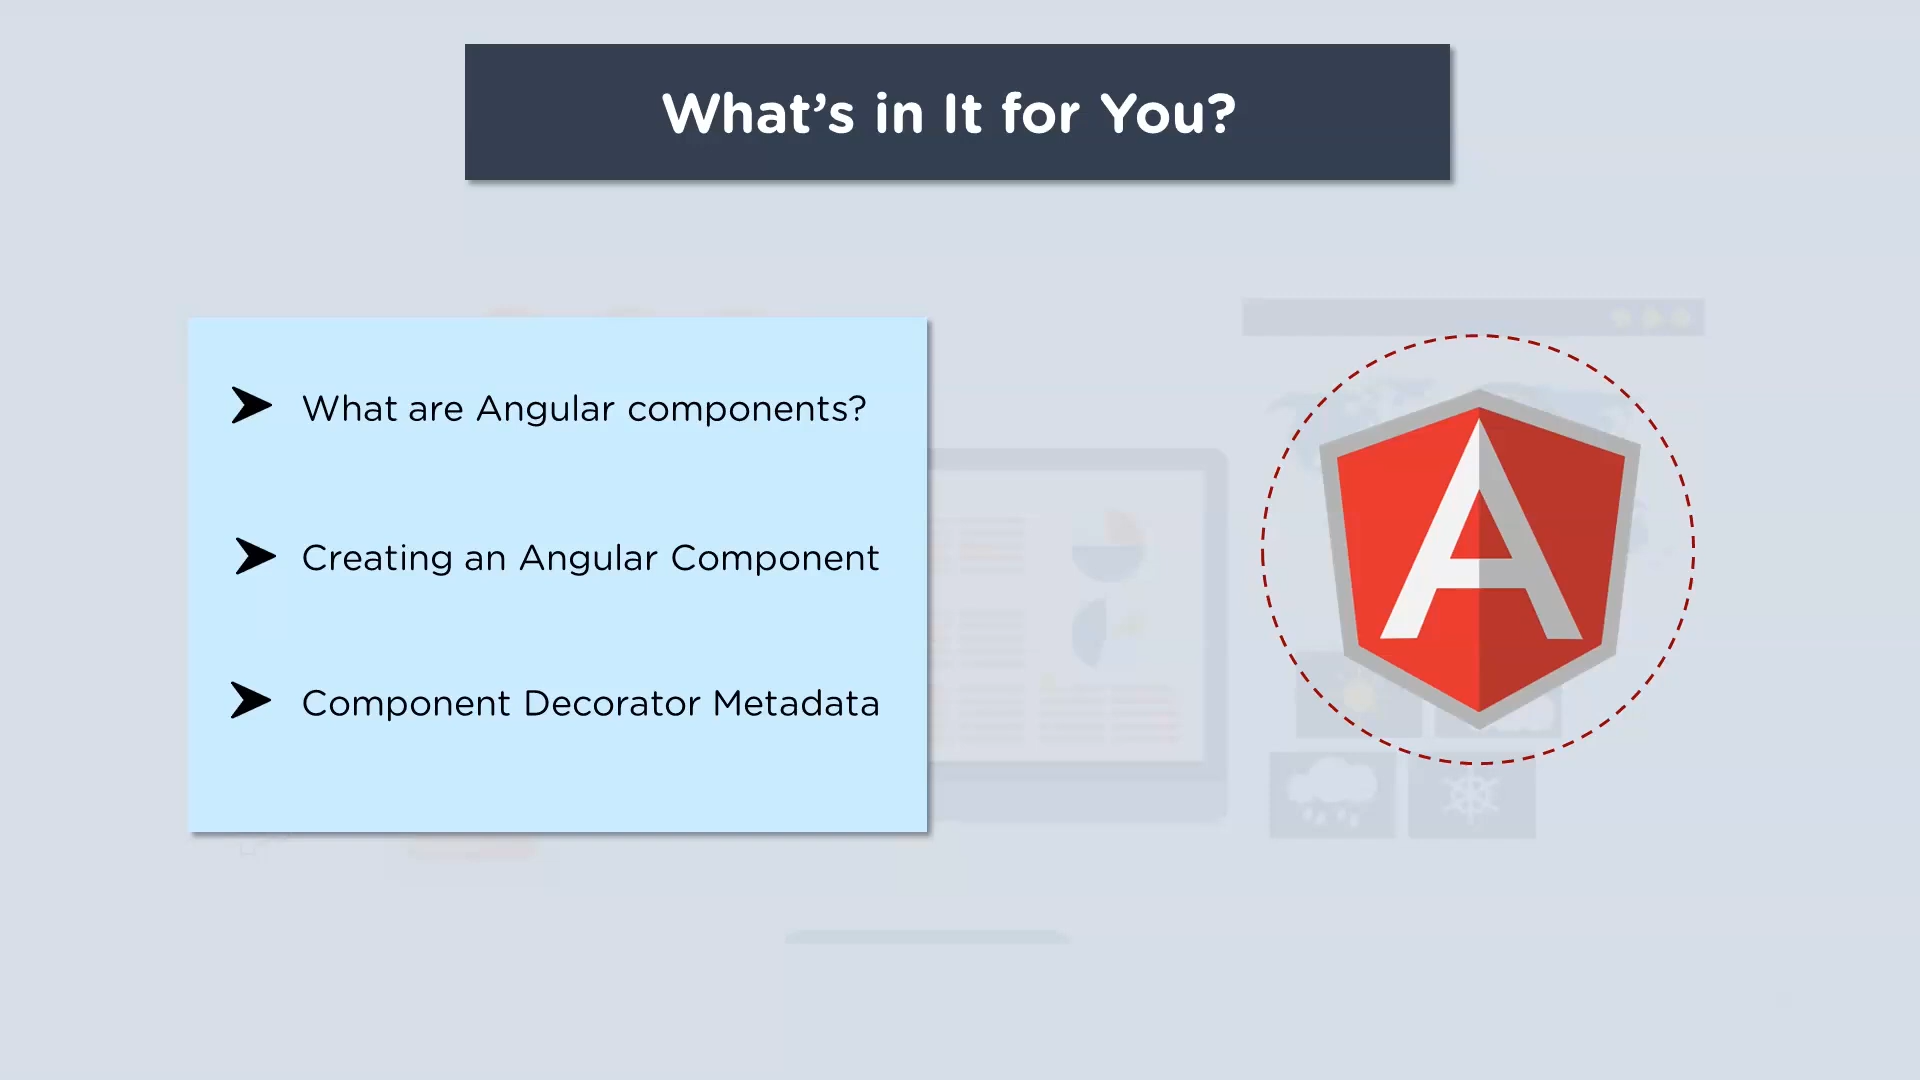 What’s in It for You?
What are Angular components?
Creating an Angular Component
Component Decorator Metadata
A